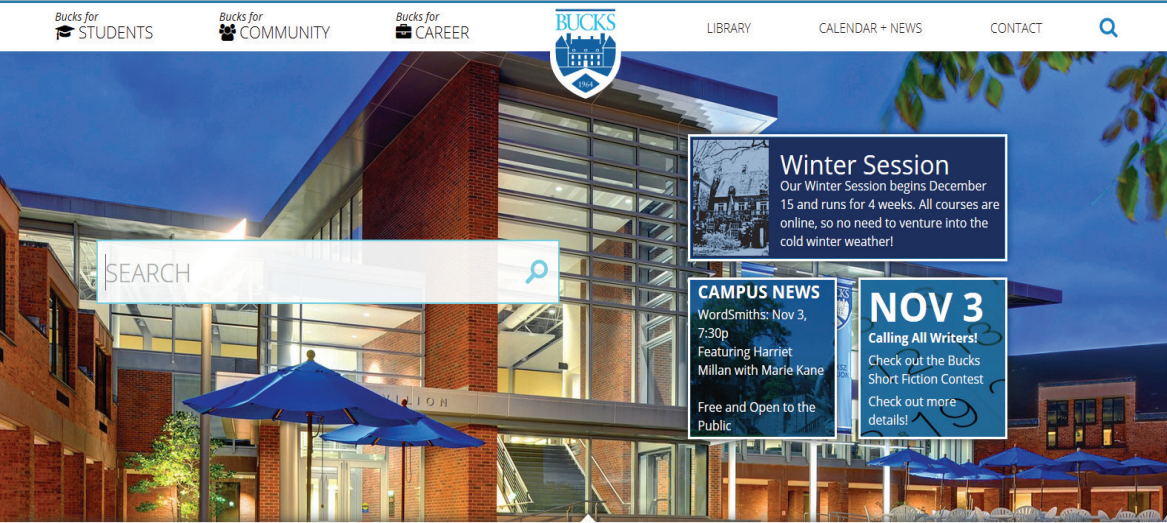 Bucks for
STUDENTS
Bucks for
COMMUNITY
Bucks for
CAREER
BUCKS
1964
LIBRARY
CALENDAR + NEWS
CONTACT
Winter Session
Our Winter Session begins December
15 and runs for 4 weeks. All courses are
online, so no need to venture into the
cold winter weather!
SEARCH
CAMPUS NEWS
WordSmiths: Nov 3,
7:30p
Featuring Harriet
Millan with Marie Kane
Free and Open to the
Public
NOV 3
Calling All Writers!
Check out the Bucks
Short Fiction Contest
Check out more
details!
19